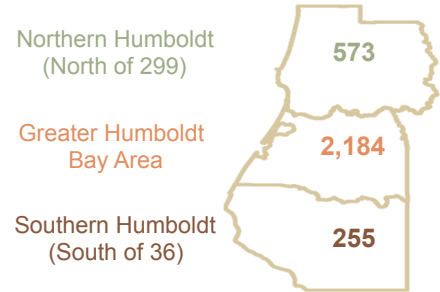 Northern Humboldt
(North of 299)
573
Greater Humboldt
Bay Area
2,184
Southern Humboldt
(South of 36)
255